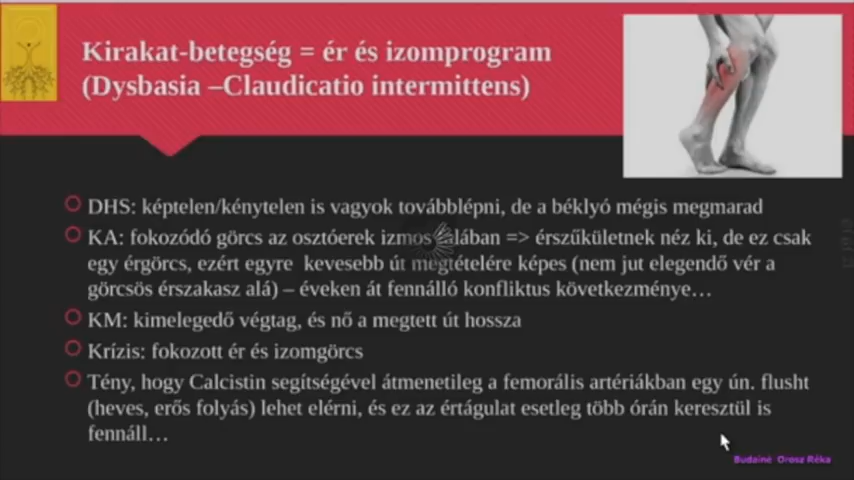 Kirakat-betegség = ér és izomprogram
(Dysbasia –Claudicatio intermittens)
DHS: képtelen/kénytelen is vagyok továbblépni, de a béklyó mégis megmarad
KA: fokozódó görcs az osztóerek izmos falában => érszűkületnek néz ki, de ez csak
egy érgörcs, ezért egyre kevesebb út megtételére képes (nem jut elegendő vér a
görcsös érszakasz alá) – éveken át fennálló konfliktus következménye…
KM: kimelegedő végtag, és nő a megtett út hossza
Krízis: fokozott ér és izomgörcs
Tény, hogy Calcistin segítségével átmenetileg a femorális artériákban egy ún. flusht
(heves, erős folyás) lehet elérni, és ez az értágulat esetleg több órán keresztül is
fennáll…
Budainé Orosz Réka